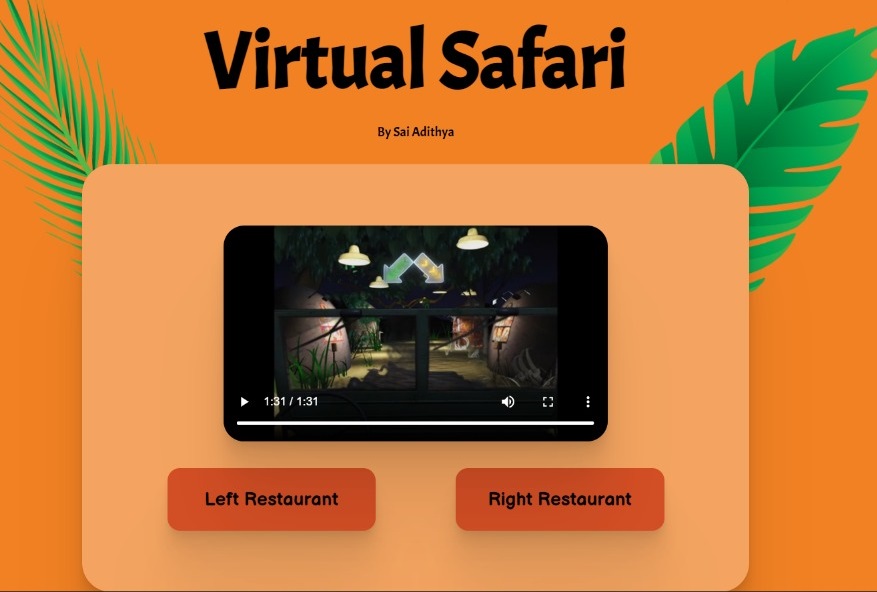 Virtual Safari
By Sai Adithya
1:31 / 1:31
Left Restaurant
Right Restaurant